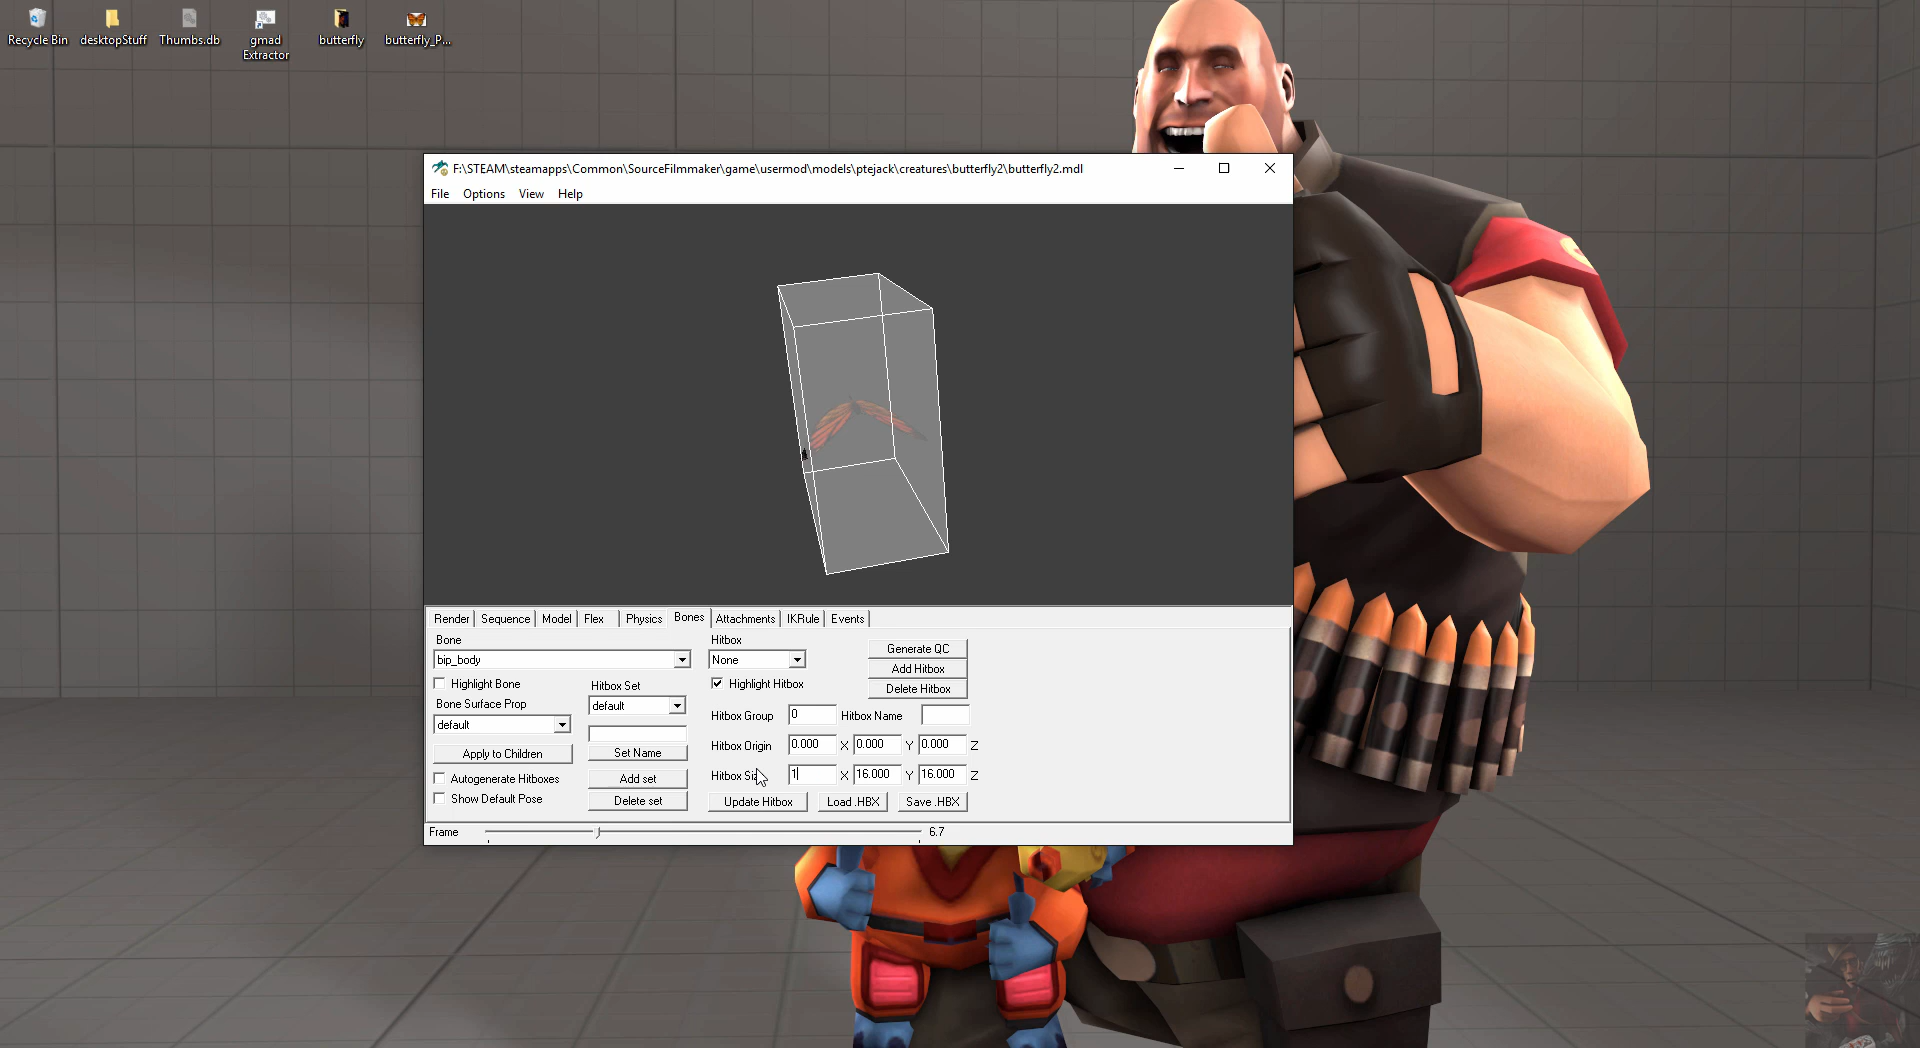 Recycle Bin
desktopStuff
Thumbs.db
gmad
Extractor
butterfly
butterfly_P...
F:\STEAM\steamapps\Common\SourceFilmmaker\game\usermod\models\ptejack\creatures\butterfly2\butterfly2.mdl
File Options View Help
Render Sequence Model Flex Physics Bones Attachments IKRule Events
Bone
bip_body
Highlight Bone
Bone Surface Prop
default
Apply to Children
Autogenerate Hitboxes
Show Default Pose
Hitbox Set
default
Set Name
Add set
Delete set
Hitbox
None
Highlight Hitbox
Generate QC
Add Hitbox
Delete Hitbox
Hitbox Group 0 Hitbox Name
Hitbox Origin 0.000 X 0.000 Y 0.000 Z
Hitbox 1 X 16.000 Y 16.000 Z
Update Hitbox Load .HBX Save .HBX
Frame 6.7